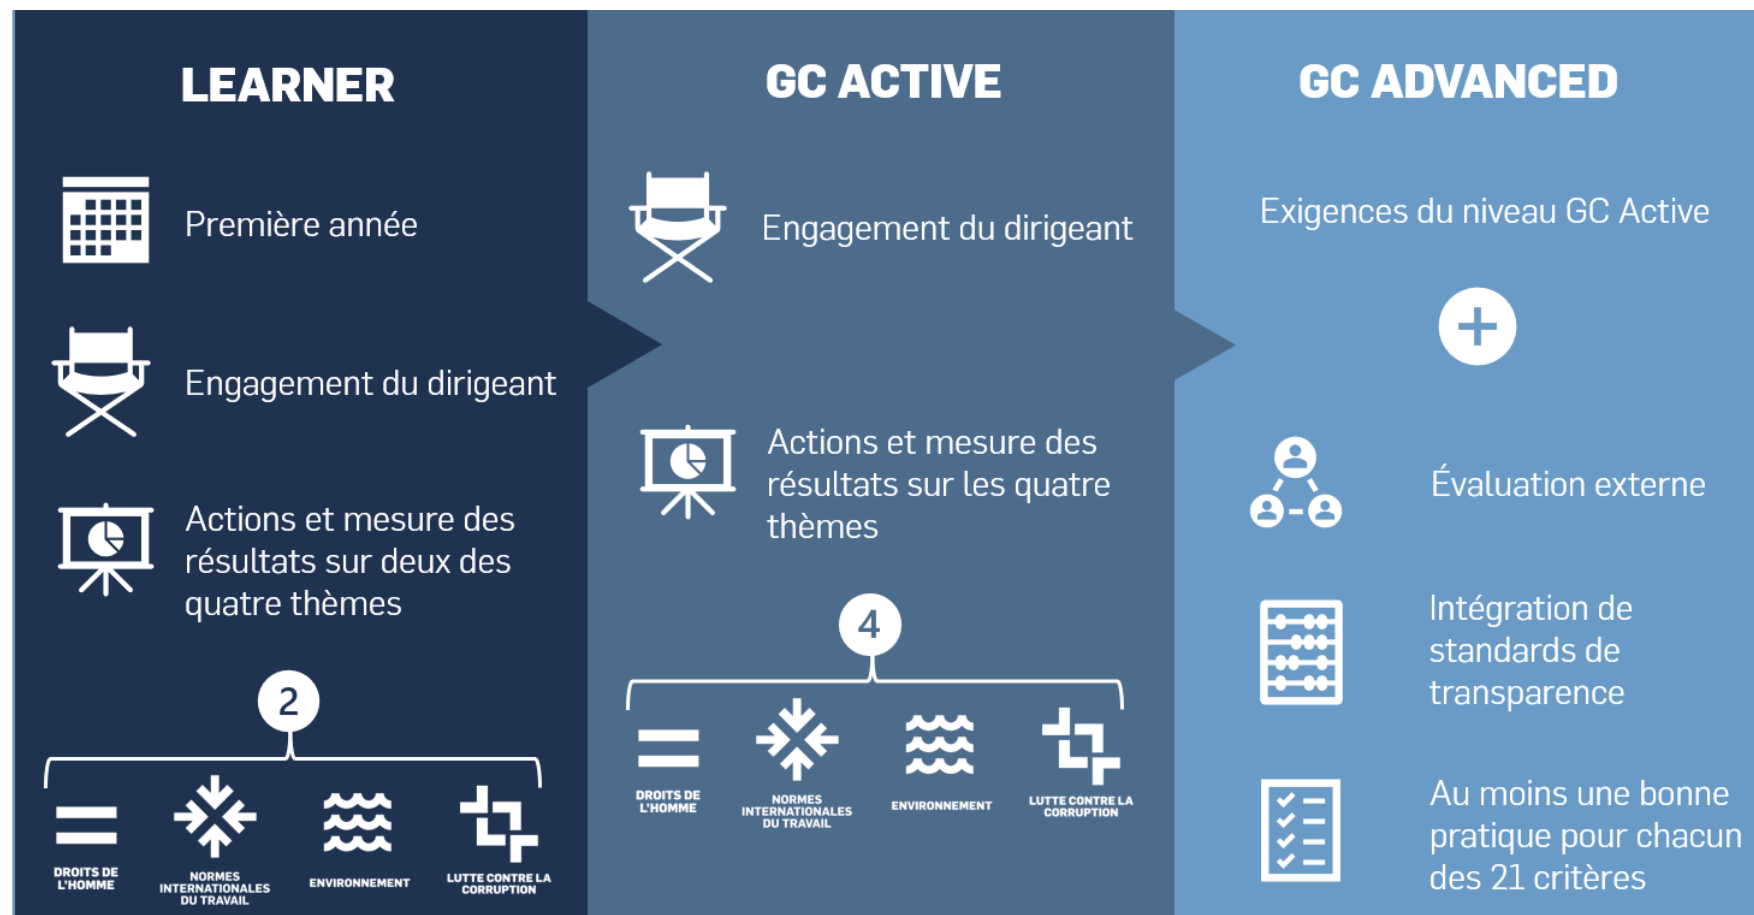 LEARNER
Première année
Engagement du dirigeant
Actions et mesure des
résultats sur deux des
quatre thèmes
2
DROITS DE
L'HOMME
NORMES
INTERNATIONALES
DU TRAVAIL
ENVIRONNEMENT
LUTTE CONTRE LA
CORRUPTION
GC ACTIVE
Engagement du dirigeant
Actions et mesure des
résultats sur les quatre
thèmes
4
DROITS DE
L'HOMME
NORMES
INTERNATIONALES
DU TRAVAIL
ENVIRONNEMENT
LUTTE CONTRE LA
CORRUPTION
GC ADVANCED
Exigences du niveau GC Active
+
Évaluation externe
Intégration de
standards de
transparence
Au moins une bonne
pratique pour chacun
des 21 critères